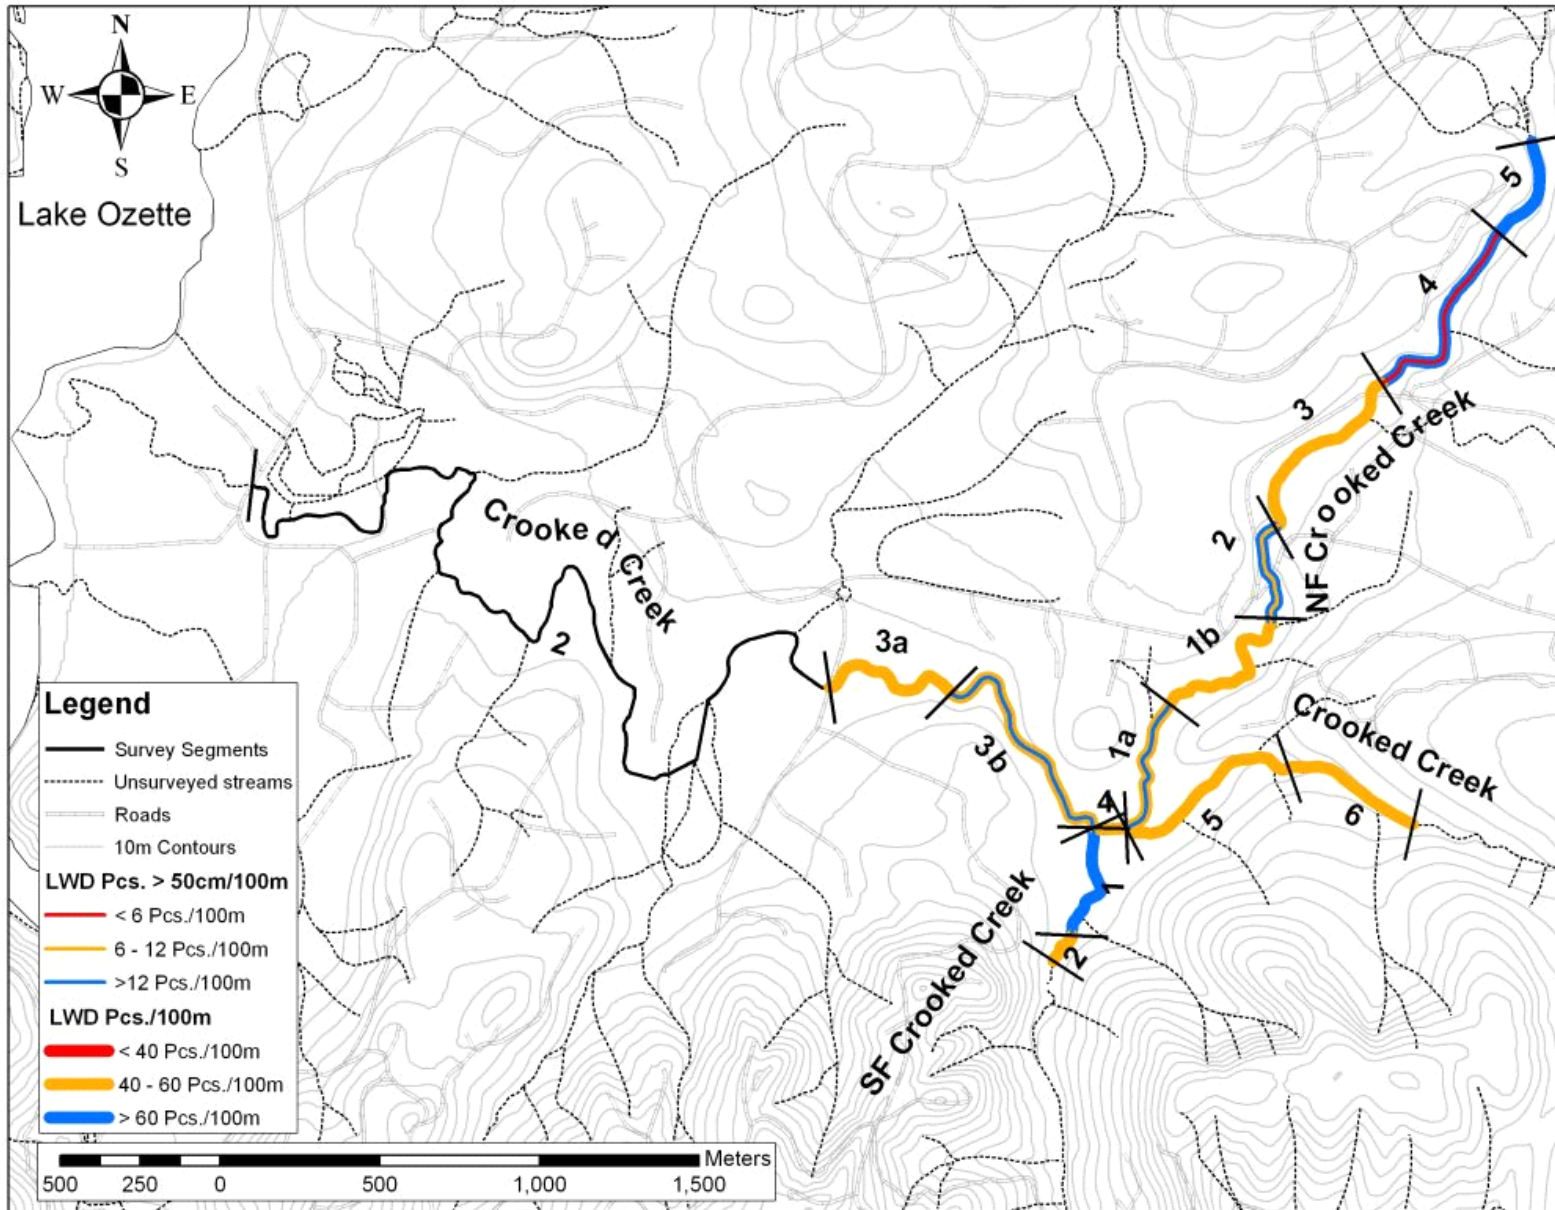 N
W E
S
Lake Ozette
5
4
3
NF Crooked Creek
2
1b
Crooke d Creek
2
3a
3b
1a
Crooked Creek
4
5
6
1
2
SF Crooked Creek
Legend
Survey Segments
Unsurveyed streams
Roads
10m Contours
LWD Pcs. > 50cm/100m
< 6 Pcs./100m
6 - 12 Pcs./100m
>12 Pcs./100m
LWD Pcs./100m
< 40 Pcs./100m
40 - 60 Pcs./100m
> 60 Pcs./100m
Meters
500 250 0 500 1,000 1,500